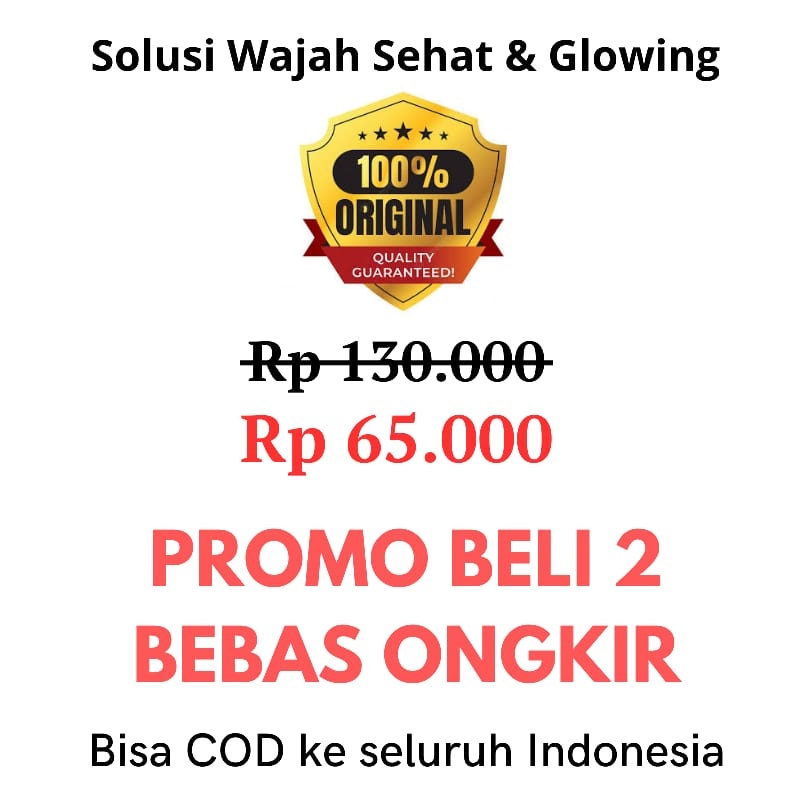 Solusi Wajah Sehat & Glowing
100%
ORIGINAL
QUALITY
GUARANTEED!
Rp 130.000
Rp 65.000
PROMO BELI 2
BEBAS ONGKIR
Bisa COD ke seluruh Indonesia